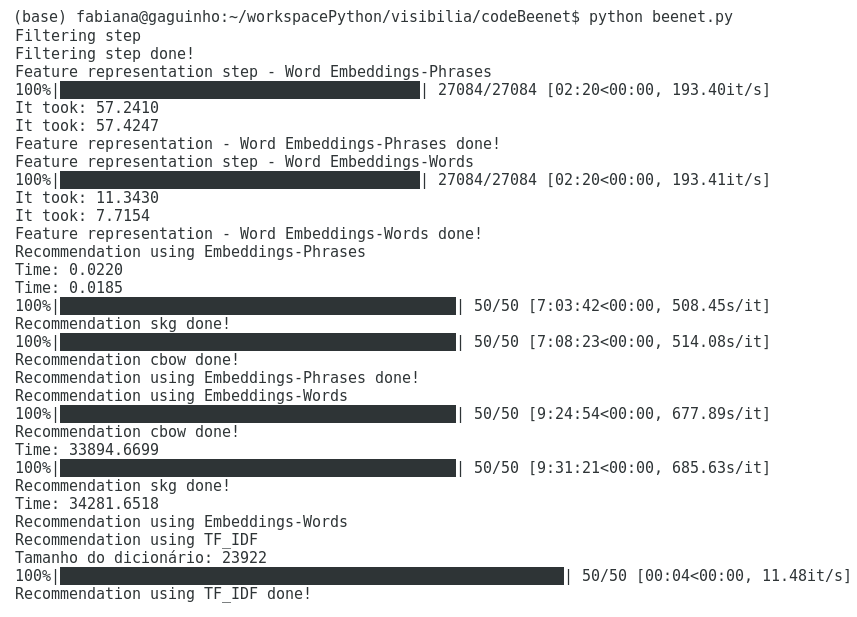 (base) fabiana@gaguinho:~/workspacePython/visibilia/codeBeenet$ python beenet.py
Filtering step
Filtering step done!
Feature representation step - Word Embeddings-Phrases
100%|██████████| 27084/27084 [02:20<00:00, 193.40it/s]
It took: 57.2410
It took: 57.4247
Feature representation - Word Embeddings-Phrases done!
Feature representation step - Word Embeddings-Words
100%|██████████| 27084/27084 [02:20<00:00, 193.41it/s]
It took: 11.3430
It took: 7.7154
Feature representation - Word Embeddings-Words done!
Recommendation using Embeddings-Phrases
Time: 0.0220
Time: 0.0185
100%|██████████| 50/50 [7:03:42<00:00, 508.45s/it]
Recommendation skg done!
100%|██████████| 50/50 [7:08:23<00:00, 514.08s/it]
Recommendation cbow done!
Recommendation using Embeddings-Phrases done!
Recommendation using Embeddings-Words
100%|██████████| 50/50 [9:24:54<00:00, 677.89s/it]
Recommendation cbow done!
Time: 33894.6699
100%|██████████| 50/50 [9:31:21<00:00, 685.63s/it]
Recommendation skg done!
Time: 34281.6518
Recommendation using Embeddings-Words
Recommendation using TF_IDF
Tamanho do dicionário: 23922
100%|██████████| 50/50 [00:04<00:00, 11.48it/s]
Recommendation using TF_IDF done!